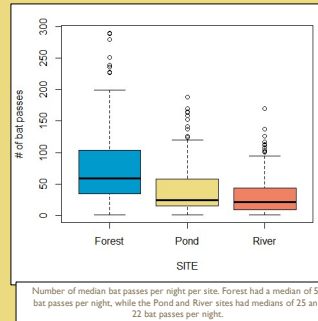 300
250
200
150
100
50
0
# of bat passes
Forest Pond River
SITE
Number of median bat passes per night per site. Forest had a median of 5
bat passes per night, while the Pond and River sites had medians of 25 an
22 bat passes per night.